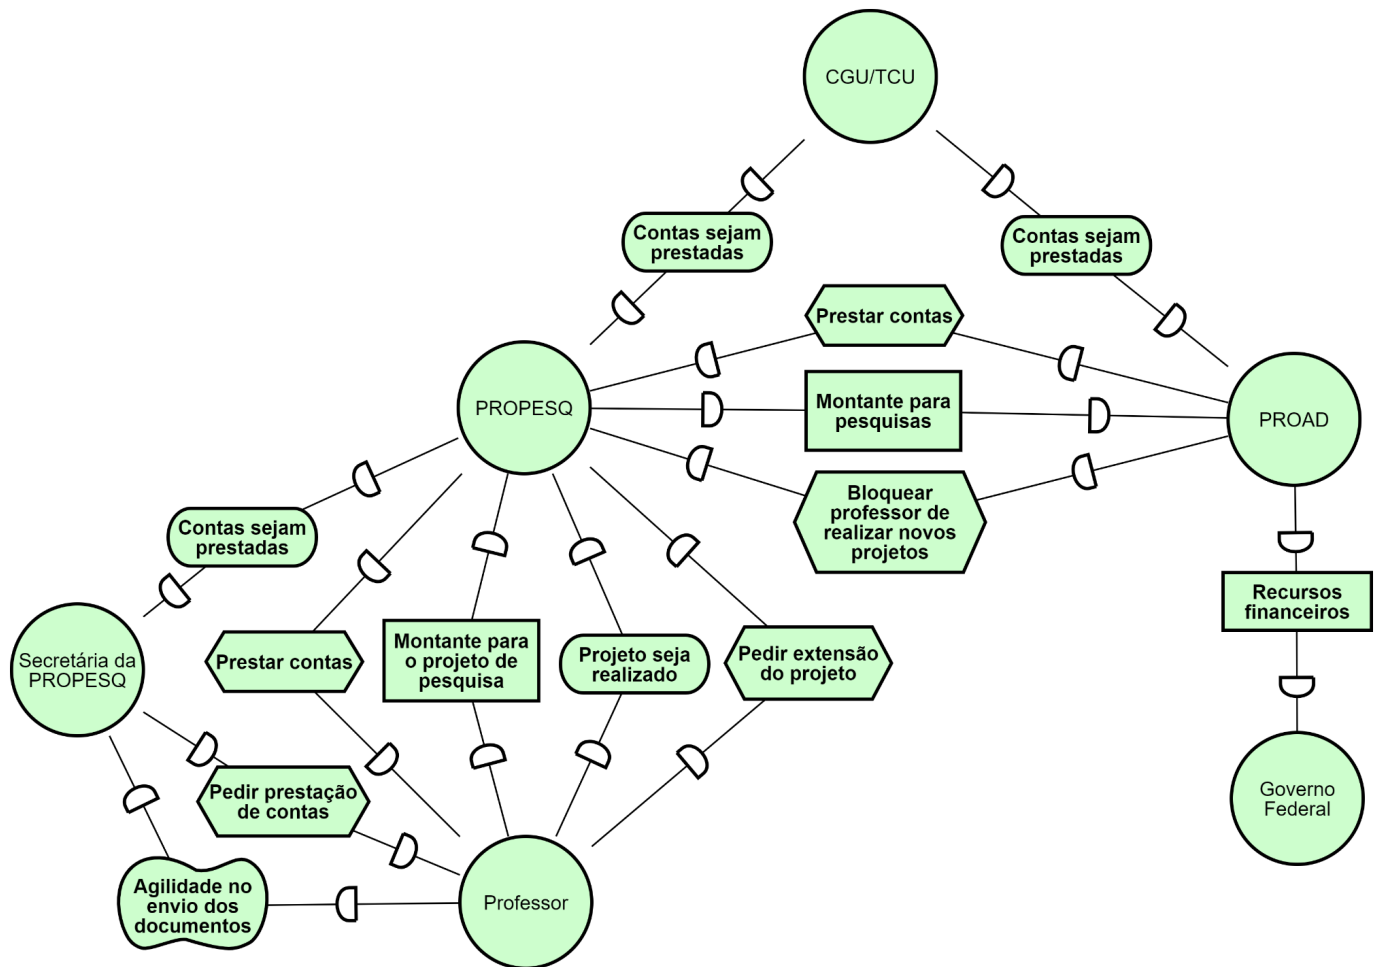 CGU/TCU
Contas sejam
prestadas
Contas sejam
prestadas
Prestar contas
PROPESQ
Montante para
pesquisas
PROAD
Bloquear
professor de
realizar novos
projetos
Contas sejam
prestadas
Recursos
financeiros
Secretária da
PROPESQ
Prestar contas
Montante para
o projeto de
pesquisa
Projeto seja
realizado
Pedir extensão
do projeto
Pedir prestação
de contas
Governo
Federal
Agilidade no
envio dos
documentos
Professor